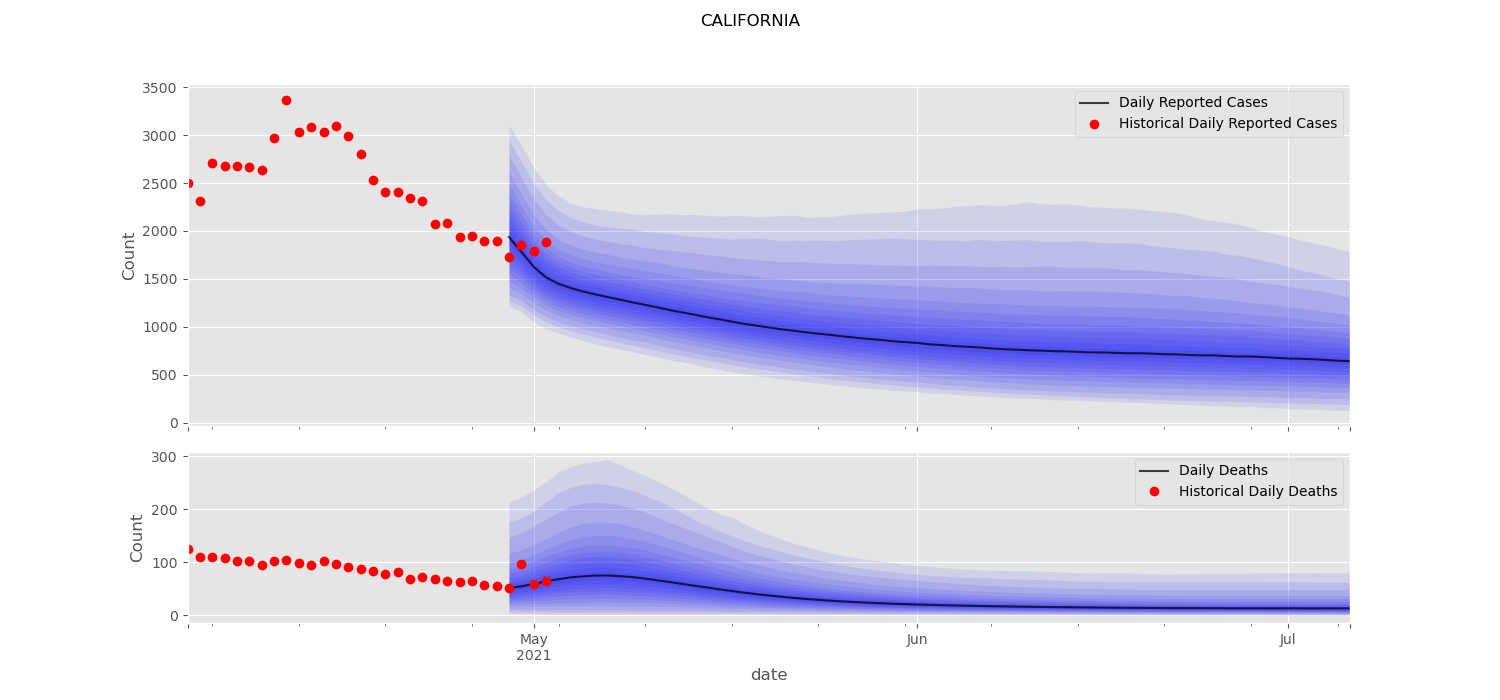 CALIFORNIA
3500
3000
2500
2000
1500
1000
500
0
Count
Daily Reported Cases
Historical Daily Reported Cases
300
200
100
0
Count
Daily Deaths
Historical Daily Deaths
May
2021
Jun
Jul
date